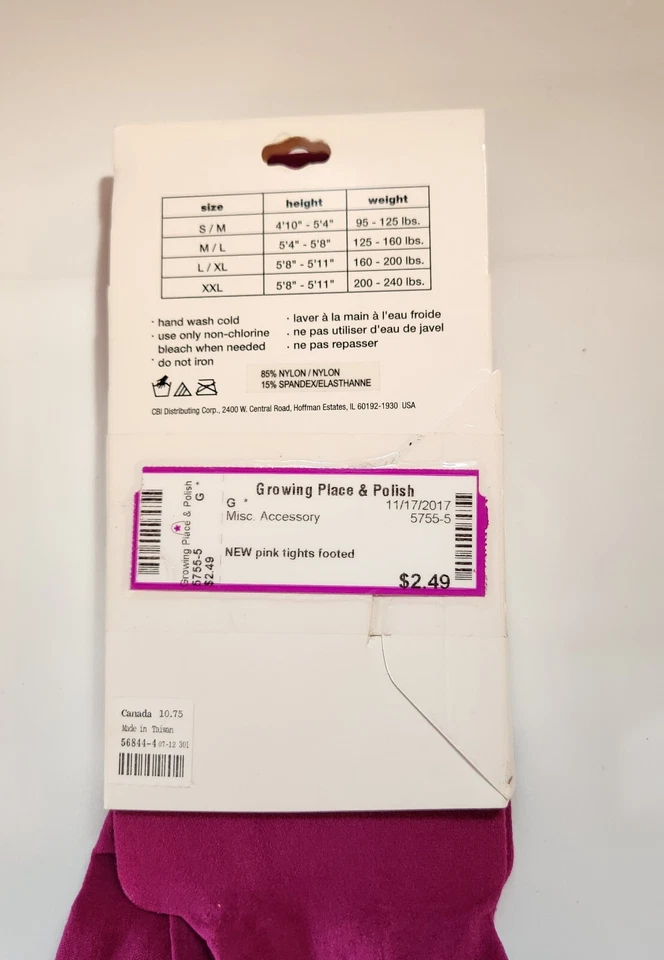 size height weight
S / M 4'10" - 5'4" 95 - 125 lbs.
M / L 5'4" - 5'8" 125 - 160 lbs.
L / XL 5'8" - 5'11" 160 - 200 lbs.
XXL 5'8" - 5'11" 200 - 240 lbs.
· hand wash cold
· use only non-chlorine
bleach when needed
· do not iron
· laver à la main à l'eau froide
· ne pas utiliser d'eau de javel
· ne pas repasser
85% NYLON / NYLON
15% SPANDEX/ELASTHANNE
CBI Distributing Corp., 2400 W. Central Road, Hoffman Estates, IL 60192-1930 USA
Growing Place & Polish
G *
5755-5
$2.49
Growing Place & Polish
G * 11/17/2017
Misc. Accessory 5755-5
NEW pink tights footed
$2.49
Canada 10.75
Made in Taiwan
56844-4 07-12 301